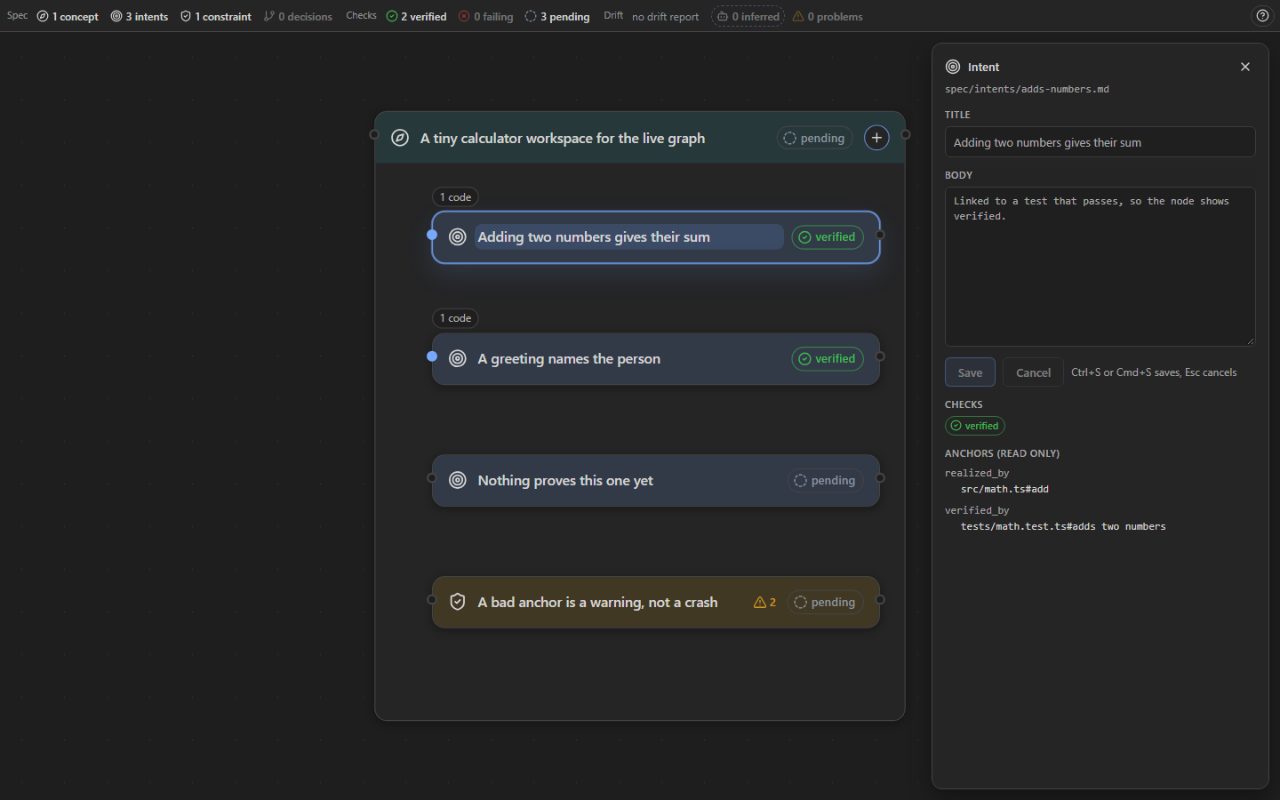 Spec 1 concept 3 intents 1 constraint 0 decisions Checks 2 verified 0 failing 3 pending Drift no drift report 0 inferred 0 problems
A tiny calculator workspace for the live graph pending
1 code
Adding two numbers gives their sum verified
1 code
A greeting names the person verified
Nothing proves this one yet pending
A bad anchor is a warning, not a crash 2 pending
Intent
spec/intents/adds-numbers.md
TITLE
Adding two numbers gives their sum
BODY
Linked to a test that passes, so the node shows
verified.
Save Cancel Ctrl+S or Cmd+S saves, Esc cancels
CHECKS
verified
ANCHORS (READ ONLY)
realized_by
src/math.ts#add
verified_by
tests/math.test.ts#adds two numbers